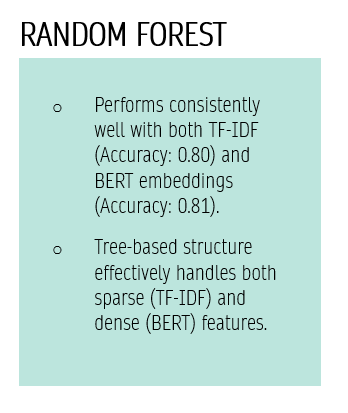 RANDOM FOREST
o Performs consistently
well with both TF-IDF
(Accuracy: 0.80) and
BERT embeddings
(Accuracy: 0.81).
o Tree-based structure
effectively handles both
sparse (TF-IDF) and
dense (BERT) features.